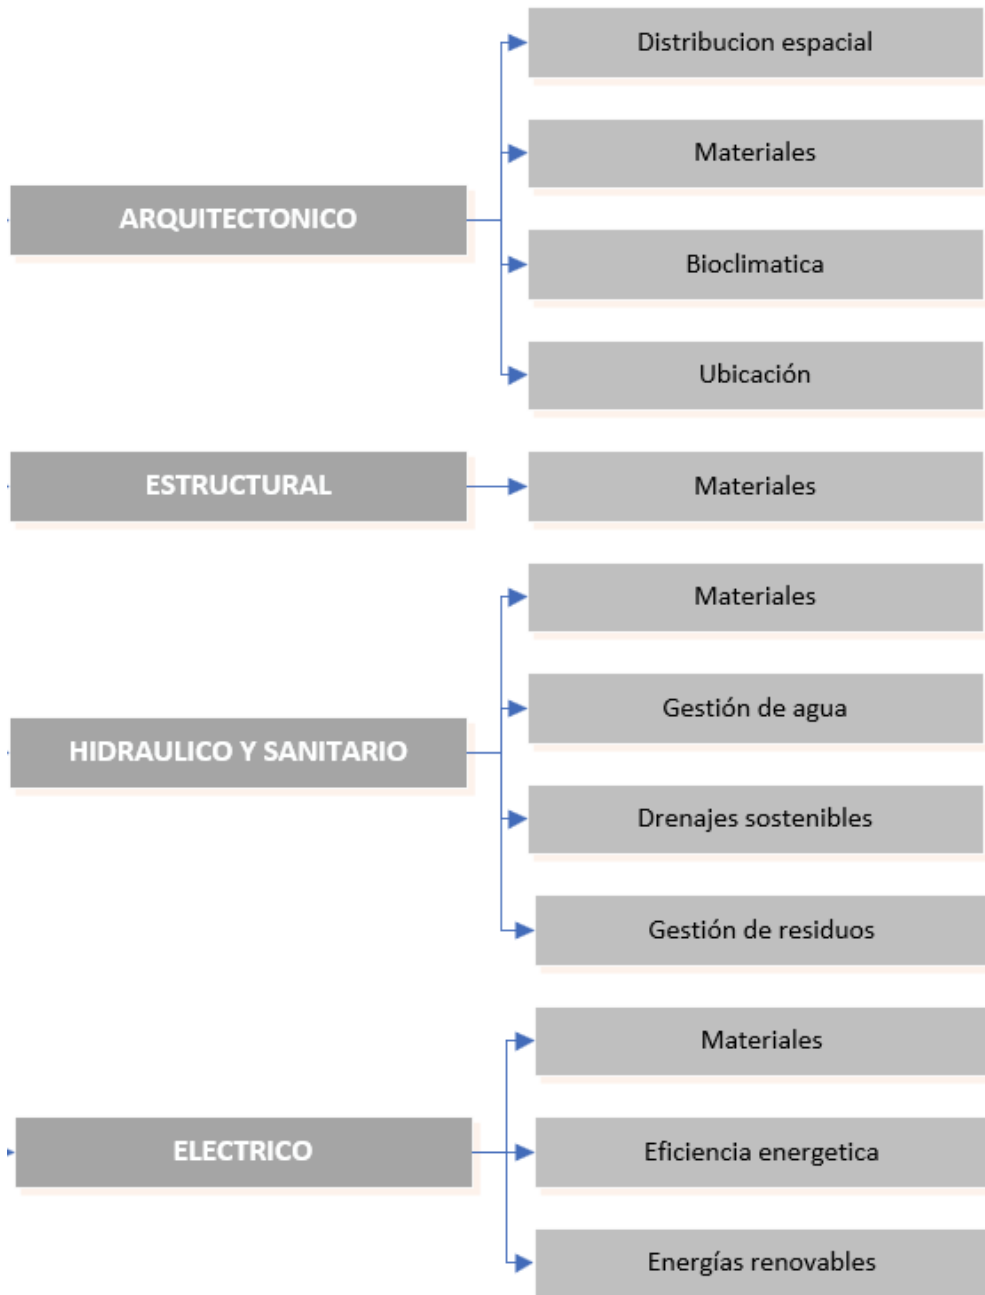 ARQUITECTONICO
Distribucion espacial
Materiales
Bioclimatica
Ubicación
ESTRUCTURAL
Materiales
HIDRAULICO Y SANITARIO
Materiales
Gestión de agua
Drenajes sostenibles
Gestión de residuos
ELECTRICO
Materiales
Eficiencia energetica
Energías renovables